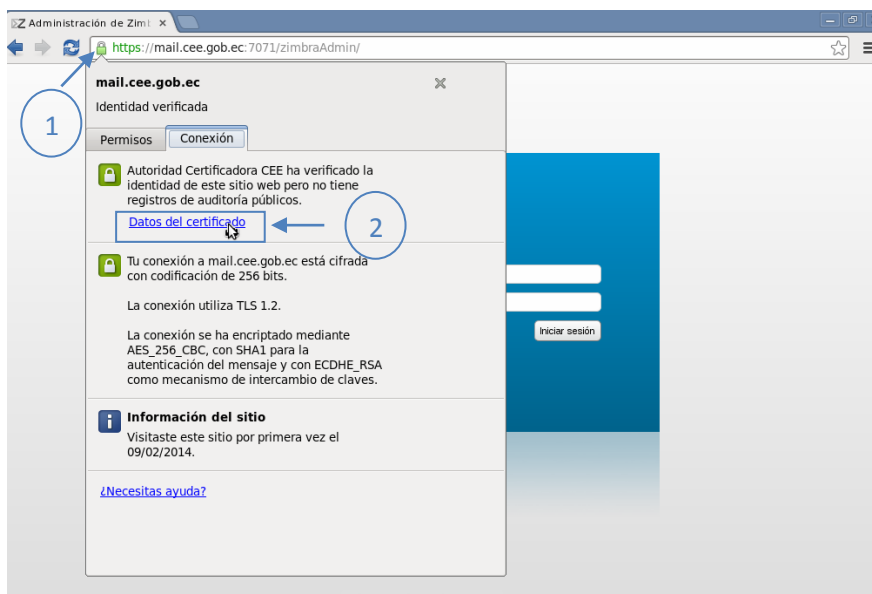 Z Administración de Zim
https://mail.cee.gob.ec:7071/zimbraAdmin/
1
mail.cee.gob.ec
Identidad verificada
Permisos
Conexión
Autoridad Certificadora CEE ha verificado la
identidad de este sitio web pero no tiene
registros de auditoría públicos.
Datos del certificado
2
Tu conexión a mail.cee.gob.ec está cifrada
con codificación de 256 bits.
La conexión utiliza TLS 1.2.
La conexión se ha encriptado mediante
AES_256_CBC, con SHA1 para la
autenticación del mensaje y con ECDHE_RSA
como mecanismo de intercambio de claves.
Iniciar sesión
Información del sitio
Visitaste este sitio por primera vez el
09/02/2014.
¿Necesitas ayuda?